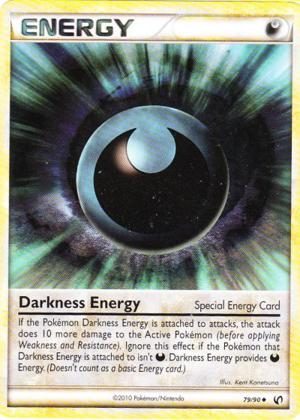 ENERGY
Darkness Energy Special Energy Card
If the Pokémon Darkness Energy is attached to attacks, the attack
does 10 more damage to the Active Pokémon (before applying
Weakness and Resistance). Ignore this effect if the Pokémon that
Darkness Energy is attached to isn't . Darkness Energy provides
Energy. (Doesn't count as a basic Energy card.)
Illus. Kent Kanetsuna
©2010 Pokémon/Nintendo 79/90